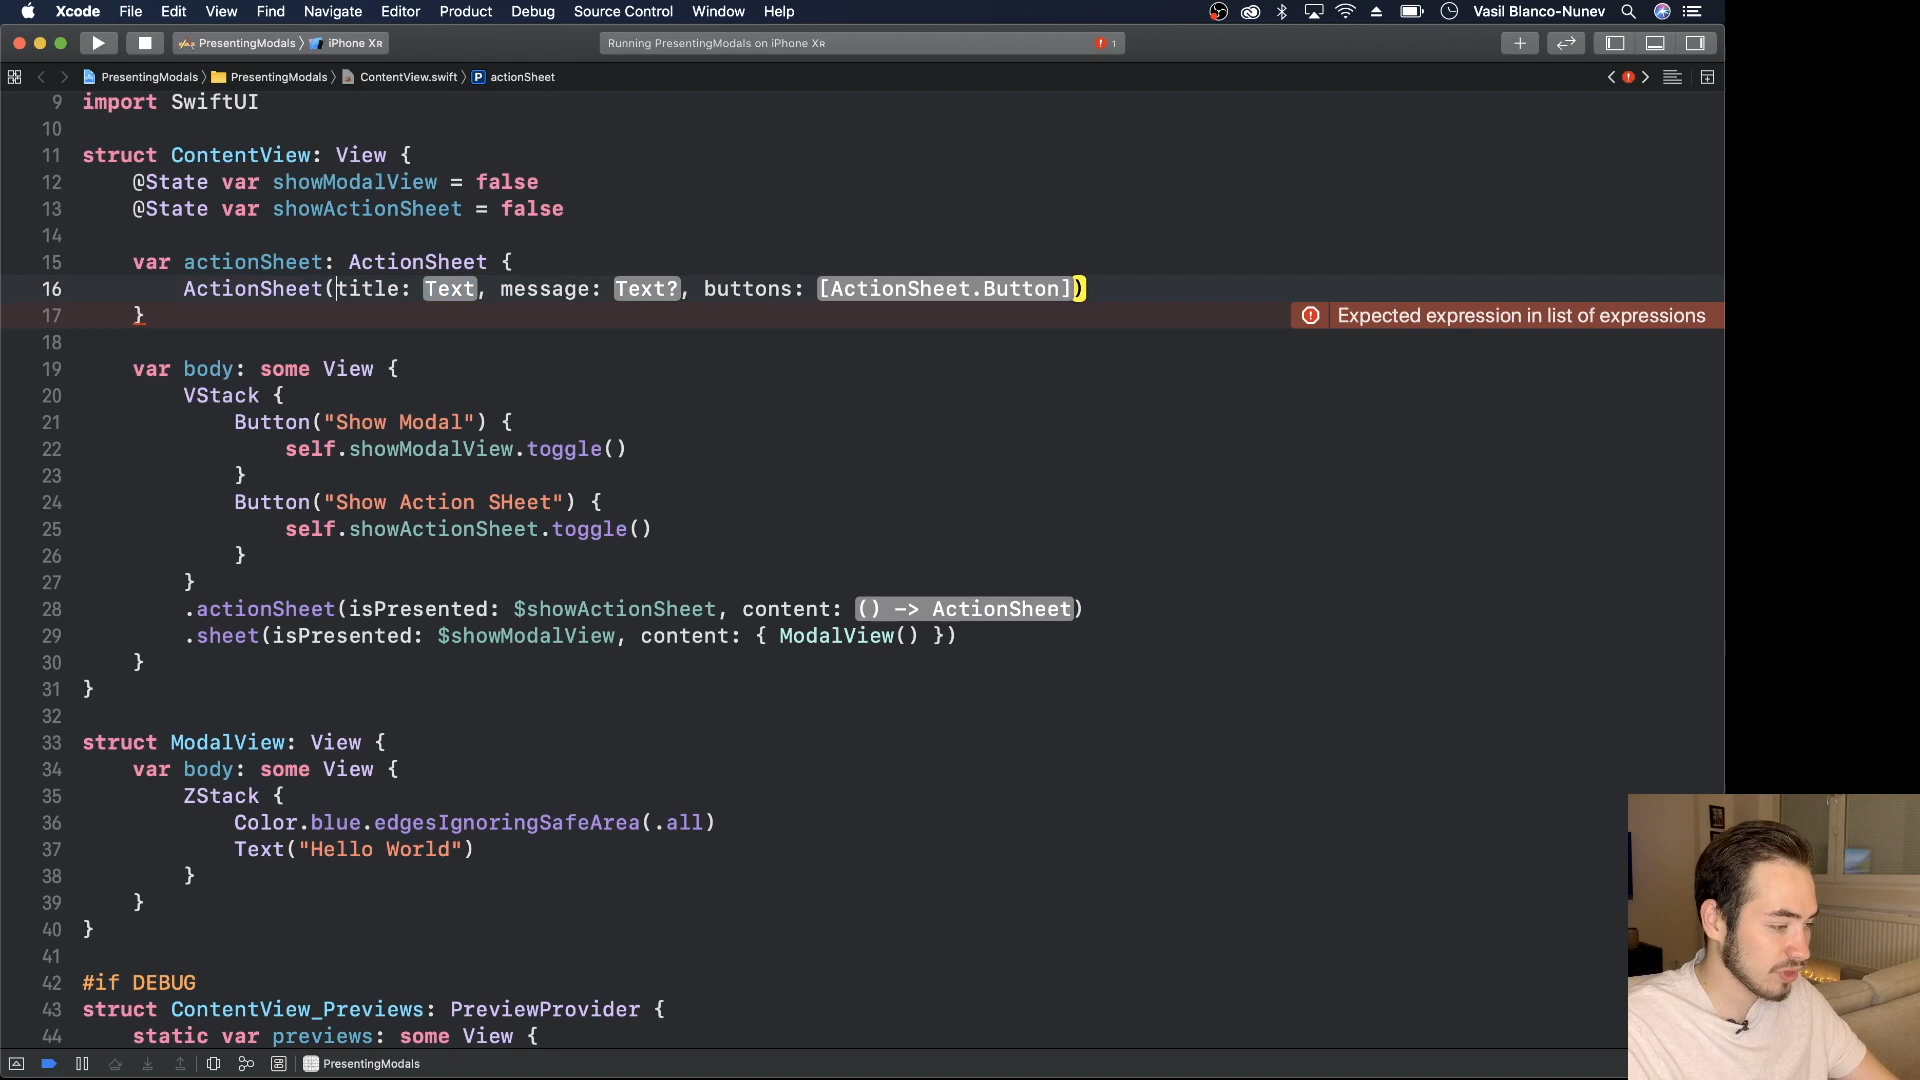 Xcode File Edit View Find Navigate Editor Product Debug Source Control Window Help Vasil Blanco-Nunev
PresentingModals iPhone XR Running PresentingModals on iPhone XR 1
PresentingModals PresentingModals ContentView.swift P actionSheet
9 import SwiftUI
10
11 struct ContentView: View {
12 @State var showModalView = false
13 @State var showActionSheet = false
14
15 var actionSheet: ActionSheet {
16 ActionSheet(title: Text, message: Text?, buttons: [ActionSheet.Button])
17 } Expected expression in list of expressions
18
19 var body: some View {
20 VStack {
21 Button("Show Modal") {
22 self.showModalView.toggle()
23 }
24 Button("Show Action SHeet") {
25 self.showActionSheet.toggle()
26 }
27 }
28 .actionSheet(isPresented: $showActionSheet, content: () -> ActionSheet)
29 .sheet(isPresented: $showModalView, content: { ModalView() })
30 }
31 }
32
33 struct ModalView: View {
34 var body: some View {
35 ZStack {
36 Color.blue.edgesIgnoringSafeArea(.all)
37 Text("Hello World")
38 }
39 }
40 }
41
42 #if DEBUG
43 struct ContentView_Previews: PreviewProvider {
44 static var previews: some View {
PresentingModals